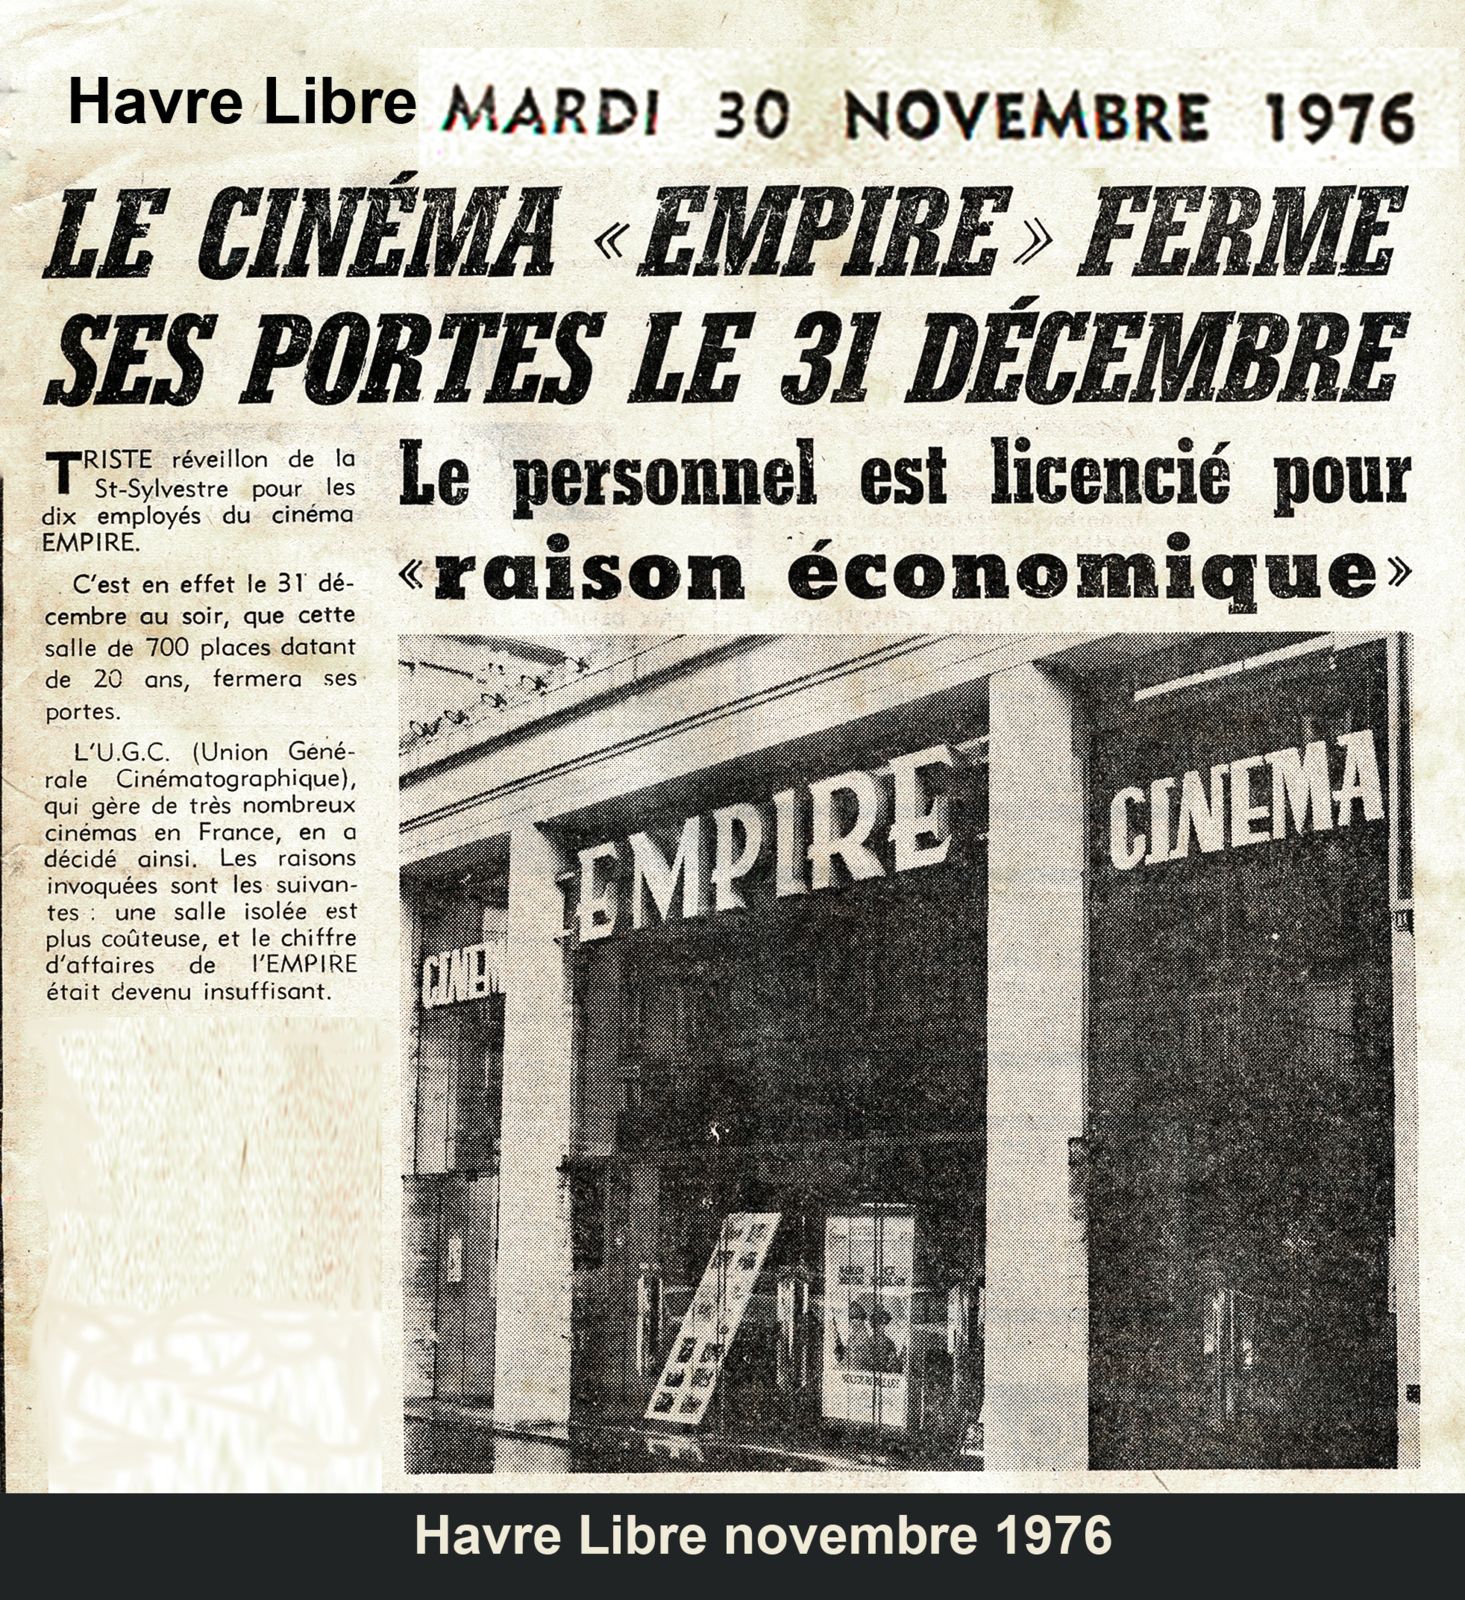 Havre Libre MARDI 30 NOVEMBRE 1976
LE CINÉMA « EMPIRE » FERME
SES PORTES LE 31 DÉCEMBRE
Le personnel est licencié pour
« raison économique »
TRISTE réveillon de la
St-Sylvestre pour les
dix employés du cinéma
EMPIRE.
C'est en effet le 31 dé-
cembre au soir, que cette
salle de 700 places datant
de 20 ans, fermera ses
portes.
L'U.G.C. (Union Géné-
rale Cinématographique),
qui gère de très nombreux
cinémas en France, en a
décidé ainsi. Les raisons
invoquées sont les suivan-
tes : une salle isolée est
plus coûteuse, et le chiffre
d'affaires de l'EMPIRE
était devenu insuffisant.
EMPIRE
CINEMA
CINEM
Havre Libre novembre 1976